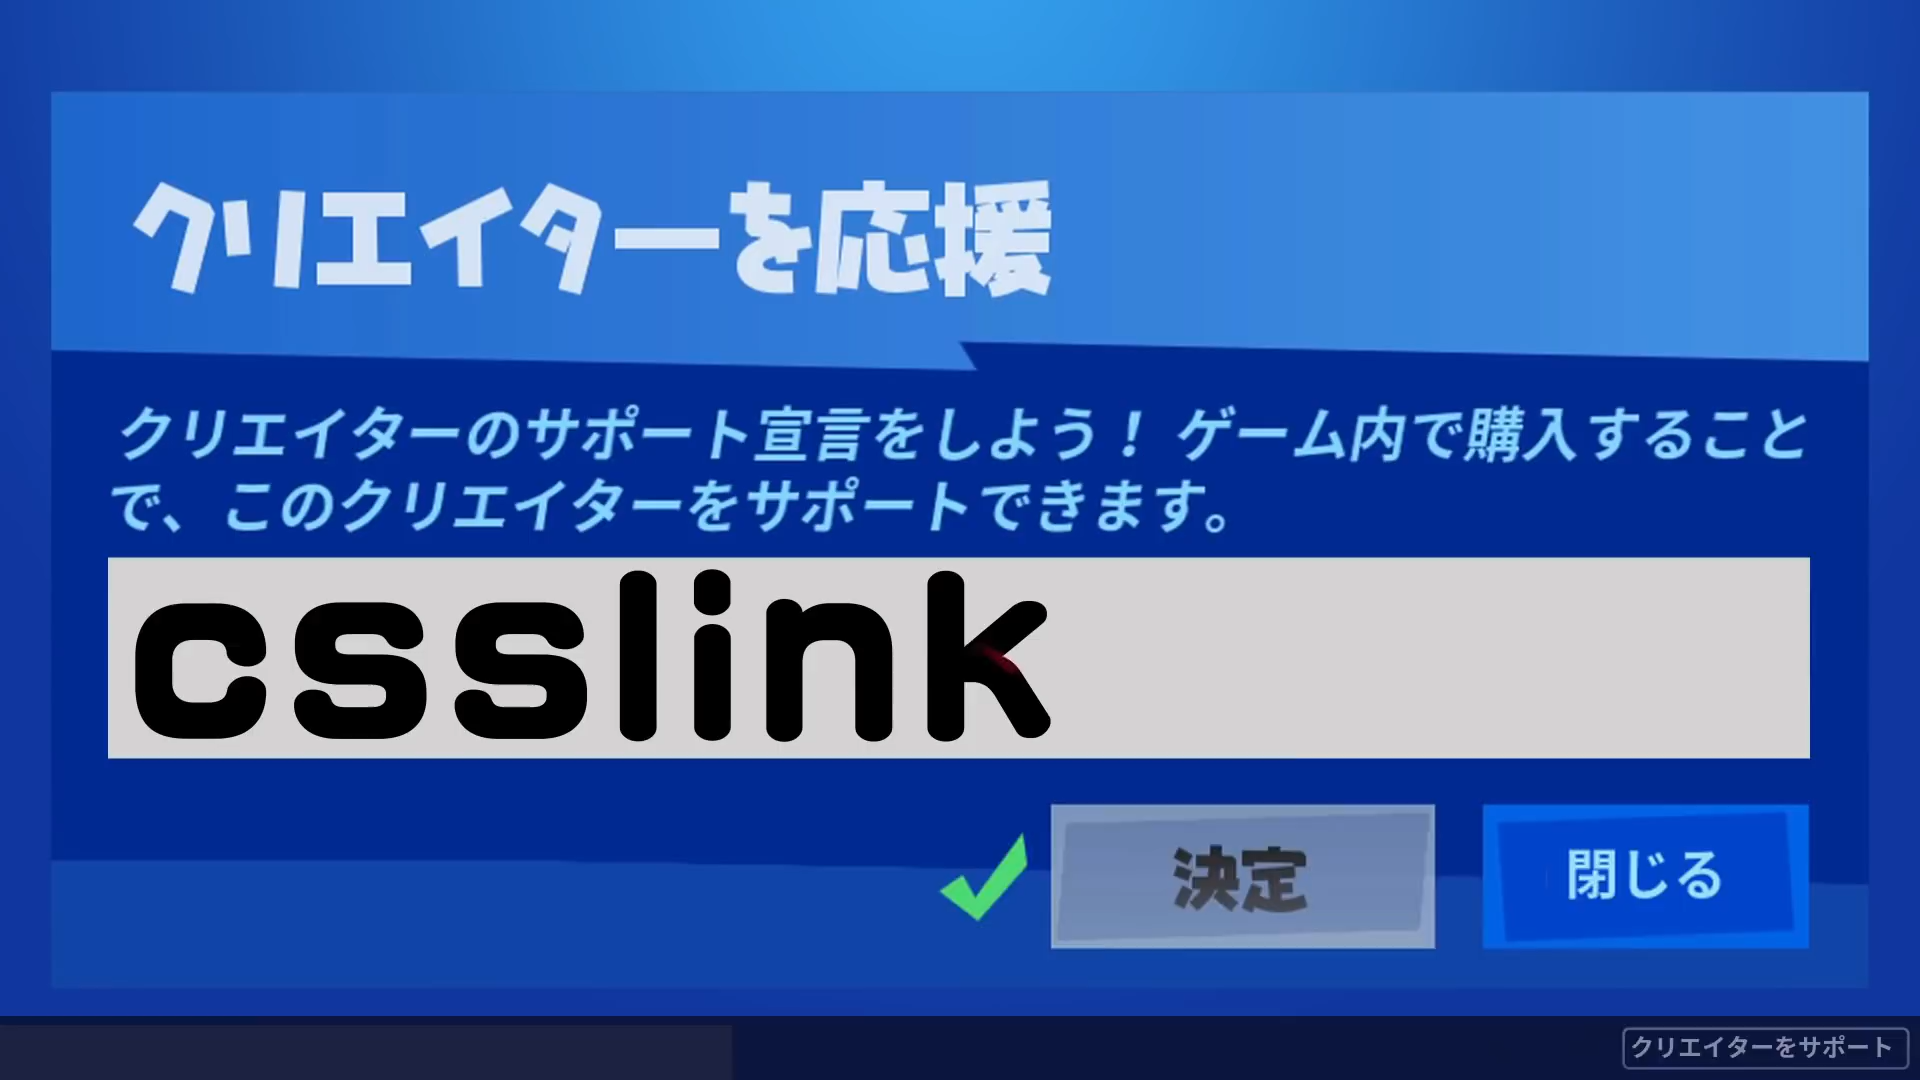 クリエイターを応援
クリエイターのサポート宣言をしよう！ ゲーム内で購入すること
で、このクリエイターをサポートできます。
csslink
決定
閉じる
クリエイターをサポート